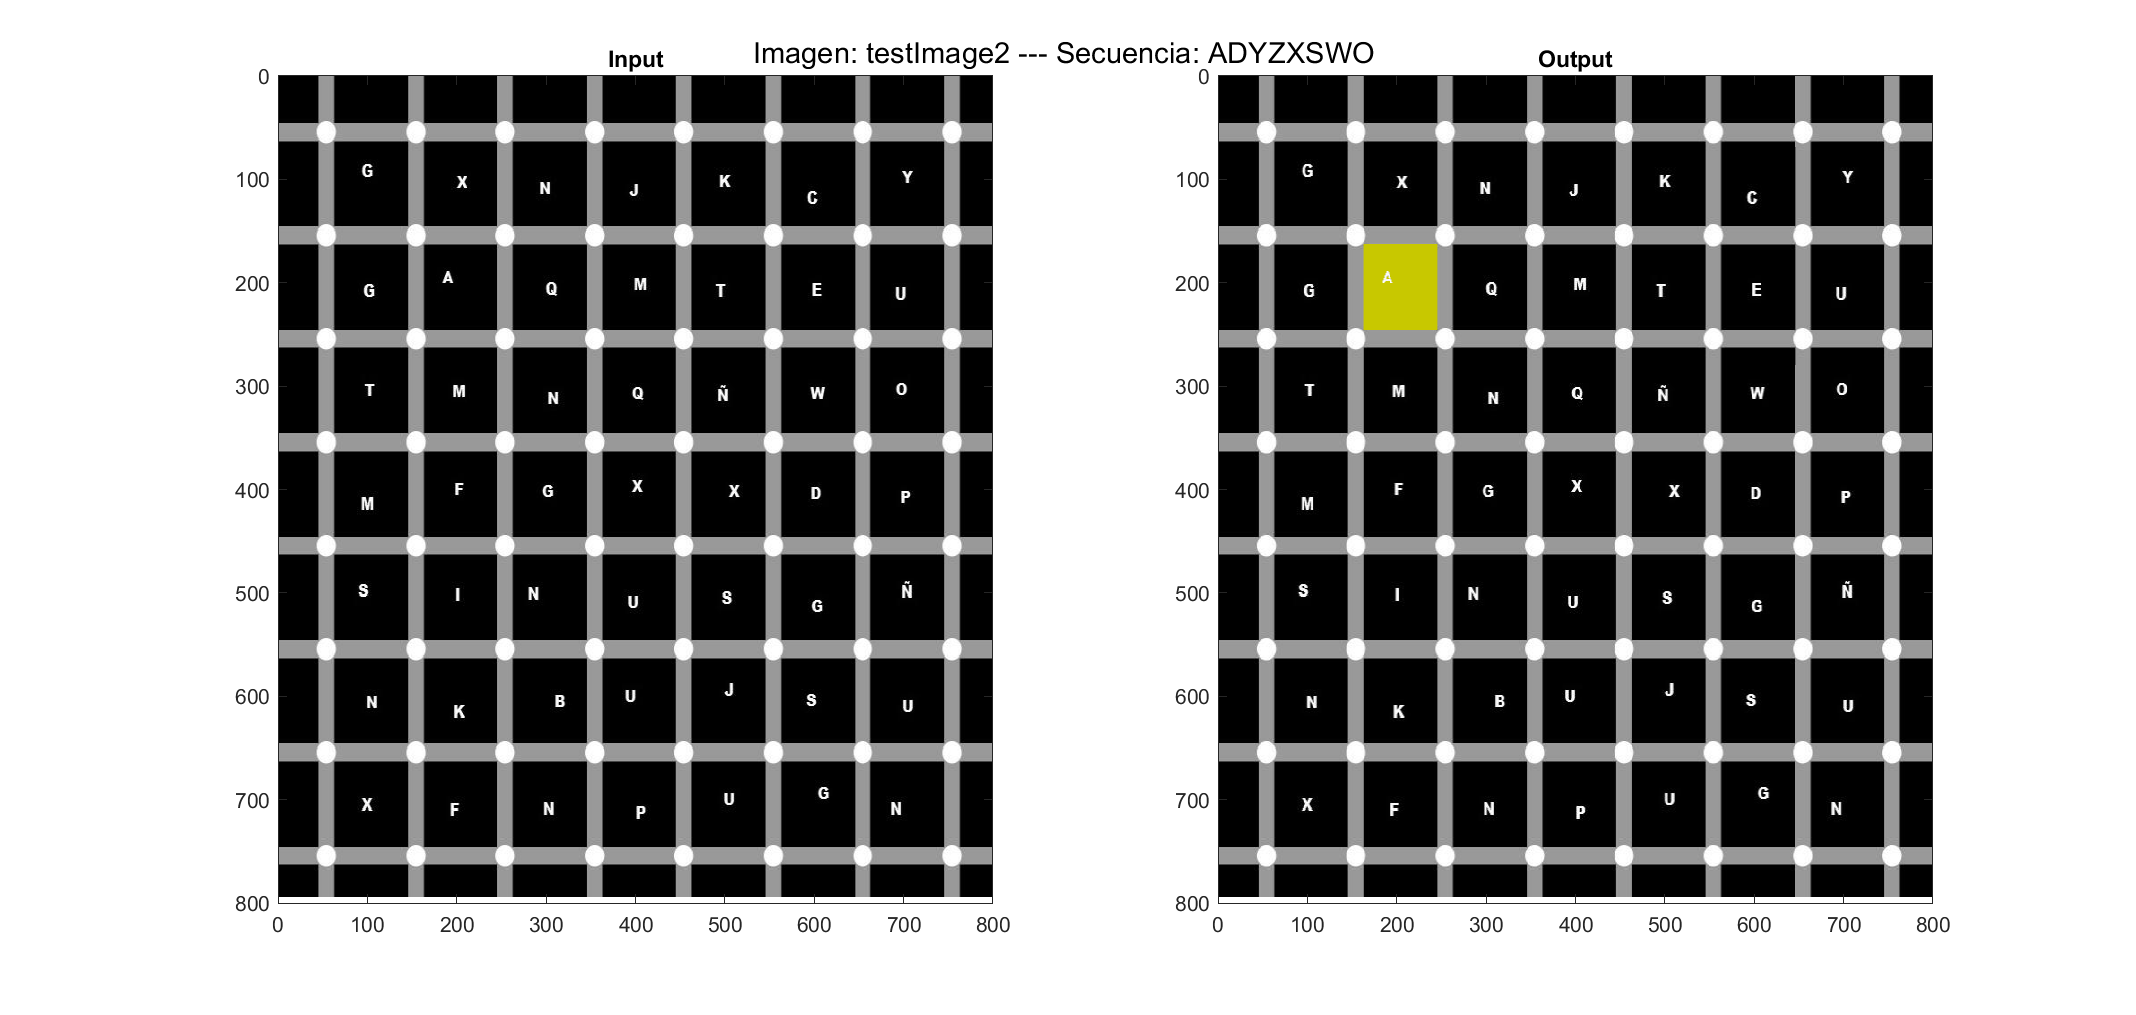 Imagen: testImage2 --- Secuencia: ADYZXSWO
Input
0
100
200
300
400
500
600
700
800
G X N J K C Y
G A Q M T E U
T M N Q Ñ W O
M F G X X D P
S I N U S G Ñ
N K B U J S U
X F N P U G N
0 100 200 300 400 500 600 700 800
Output
0
100
200
300
400
500
600
700
800
G X N J K C Y
G A Q M T E U
T M N Q Ñ W O
M F G X X D P
S I N U S G Ñ
N K B U J S U
X F N P U G N
0 100 200 300 400 500 600 700 800